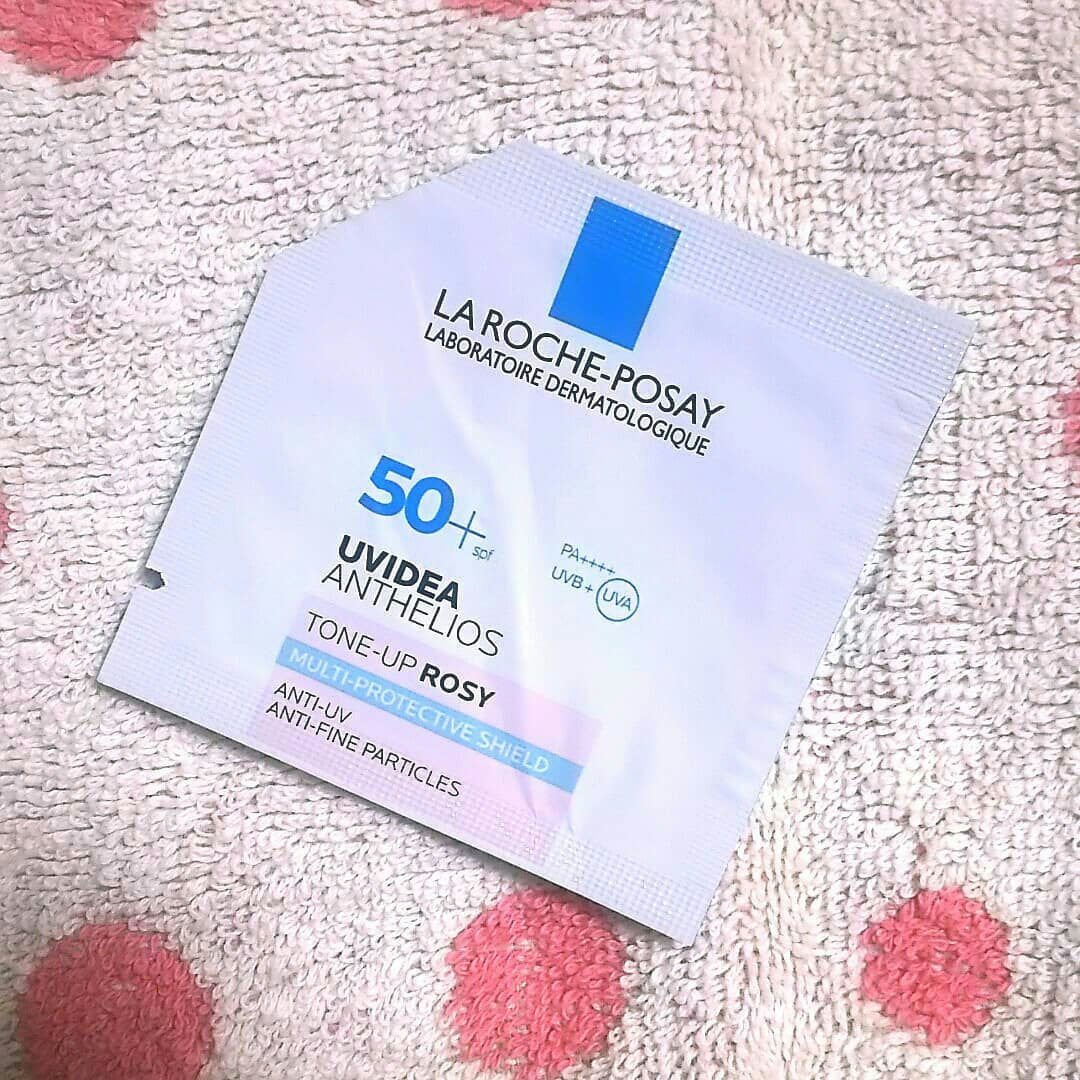 LA ROCHE-POSAY
LABORATOIRE DERMATOLOGIQUE
50+ spf
PA++++
UVB + UVA
UVIDEA
ANTHELIOS
TONE-UP ROSY
MULTI-PROTECTIVE SHIELD
ANTI-UV
ANTI-FINE PARTICLES